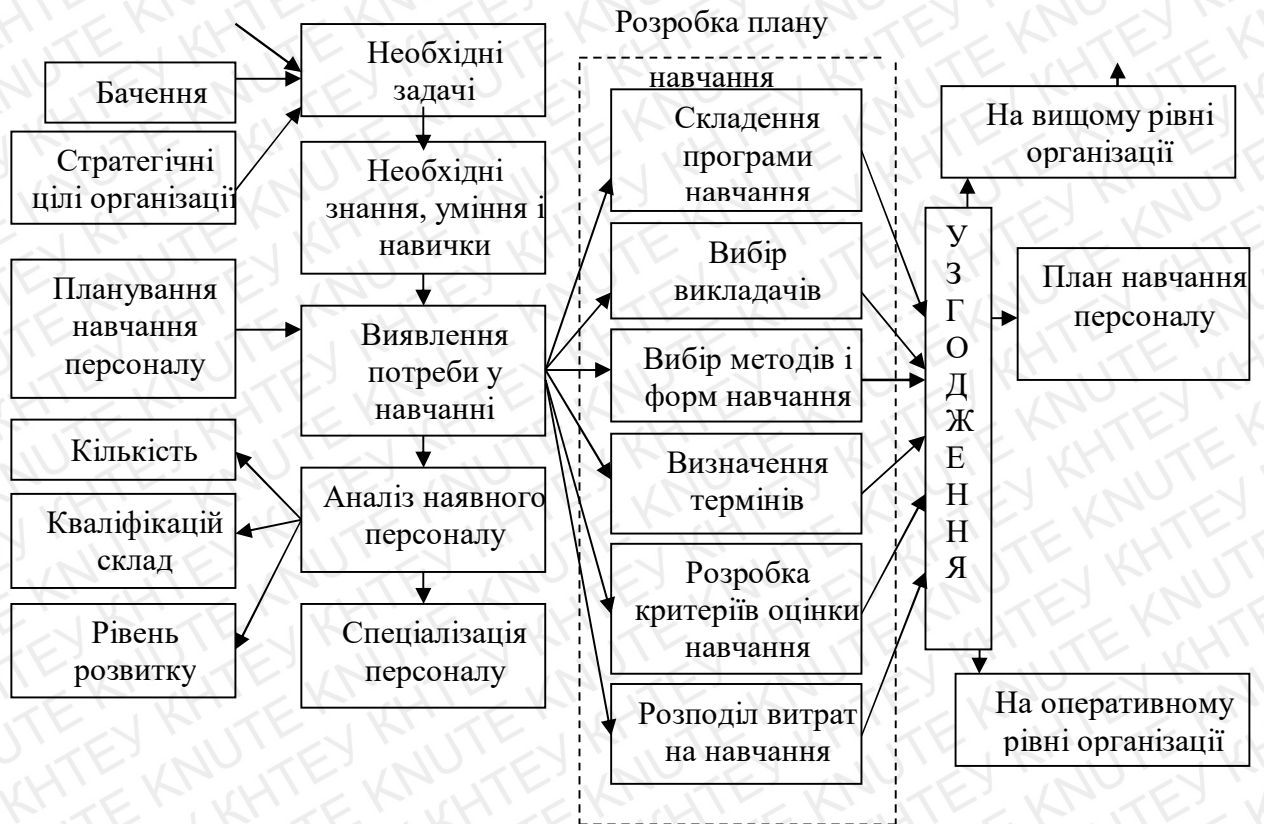 Розробка плану
навчання
Бачення
Стратегічні
цілі організації
Планування
навчання
персоналу
Кількість
Кваліфікацій
склад
Рівень
розвитку
Необхідні
задачі
Необхідні
знання, уміння і
навички
Виявлення
потреби у
навчанні
Аналіз наявного
персоналу
Спеціалізація
персоналу
Складення
програми
навчання
Вибір
викладачів
Вибір методів і
форм навчання
Визначення
термінів
Розробка
критеріїв оцінки
навчання
Розподіл витрат
на навчання
УЗГОДЖЕННЯ
На вищому рівні
організації
План навчання
персоналу
На оперативному
рівні організації